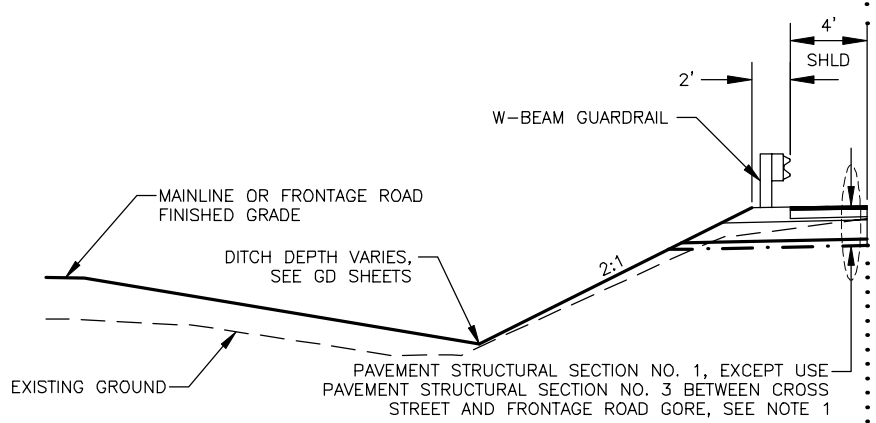 4'
SHLD
2'
W-BEAM GUARDRAIL
MAINLINE OR FRONTAGE ROAD
FINISHED GRADE
DITCH DEPTH VARIES,
SEE GD SHEETS
2:1
EXISTING GROUND
PAVEMENT STRUCTURAL SECTION NO. 1, EXCEPT USE
PAVEMENT STRUCTURAL SECTION NO. 3 BETWEEN CROSS
STREET AND FRONTAGE ROAD GORE, SEE NOTE 1